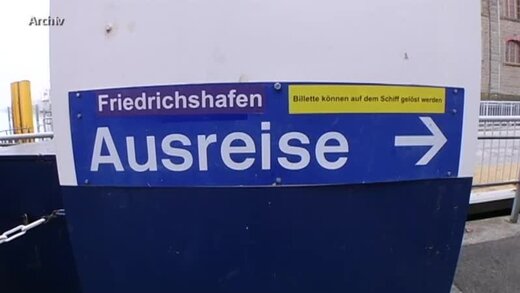 Archiv
Friedrichshafen
Billette können auf dem Schiff gelöst werden
Ausreise